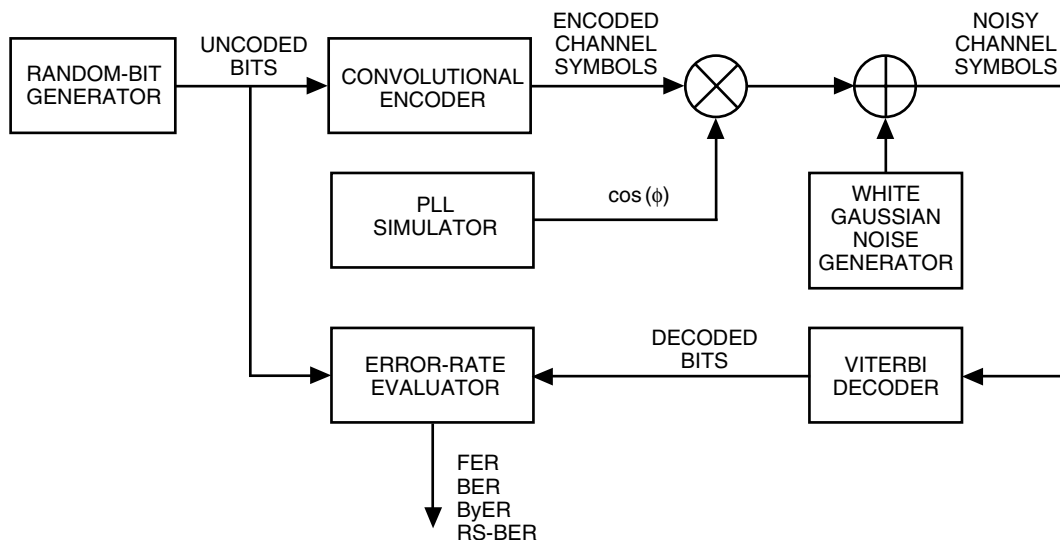 RANDOM-BIT
GENERATOR
UNCODED
BITS
CONVOLUTIONAL
ENCODER
ENCODED
CHANNEL
SYMBOLS
NOISY
CHANNEL
SYMBOLS
PLL
SIMULATOR
cos (ϕ)
WHITE
GAUSSIAN
NOISE
GENERATOR
ERROR-RATE
EVALUATOR
DECODED
BITS
VITERBI
DECODER
FER
BER
ByER
RS-BER